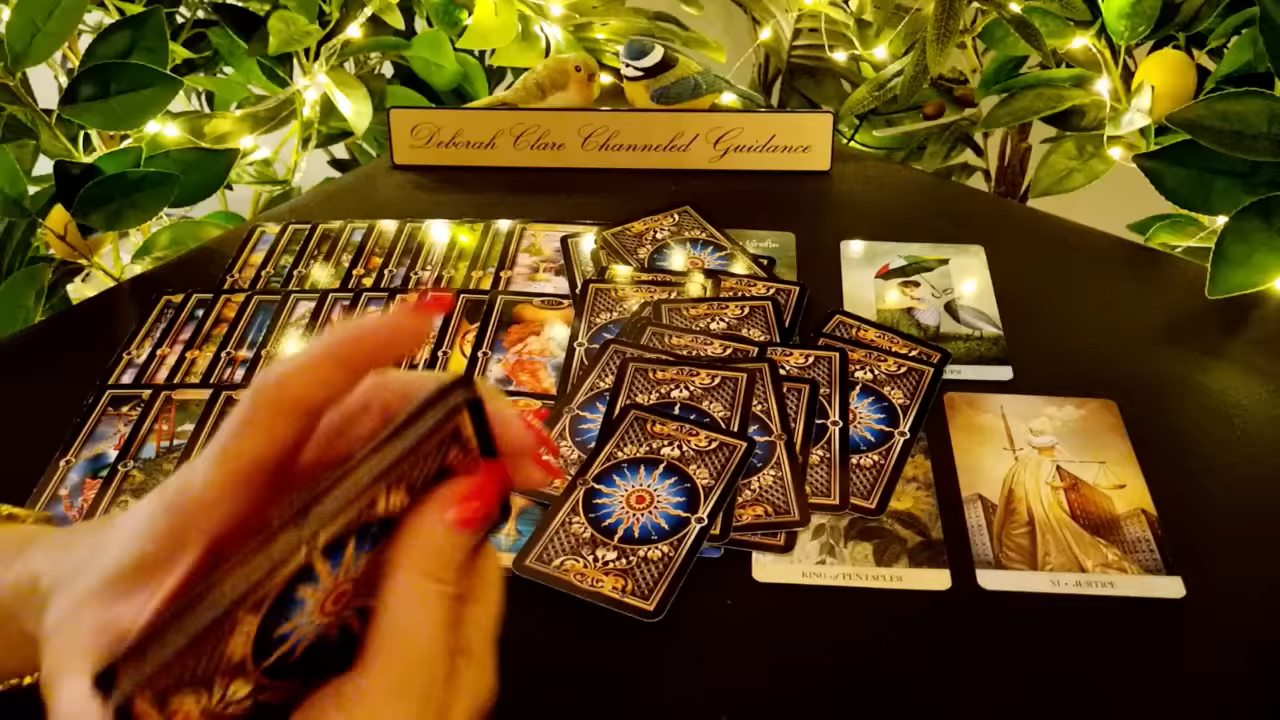 Deborah Clare Channeled Guidance
KING of PENTACLES
XI • JUSTICE